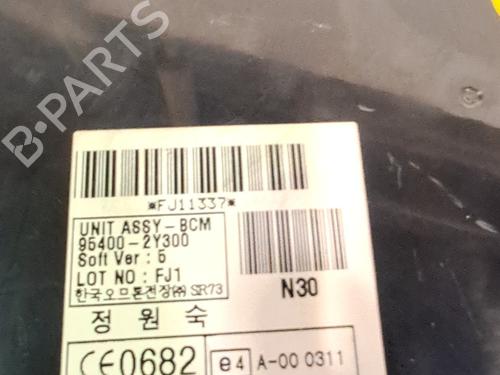 B-PARTS
*FJ11337*
UNIT ASSY-BCM
95400-2Y300
Soft Ver : 5
LOT NO : FJ1
한국오므론전장㈜ SR73
N30
정 원 숙
CE0682
e4 A-00 0311